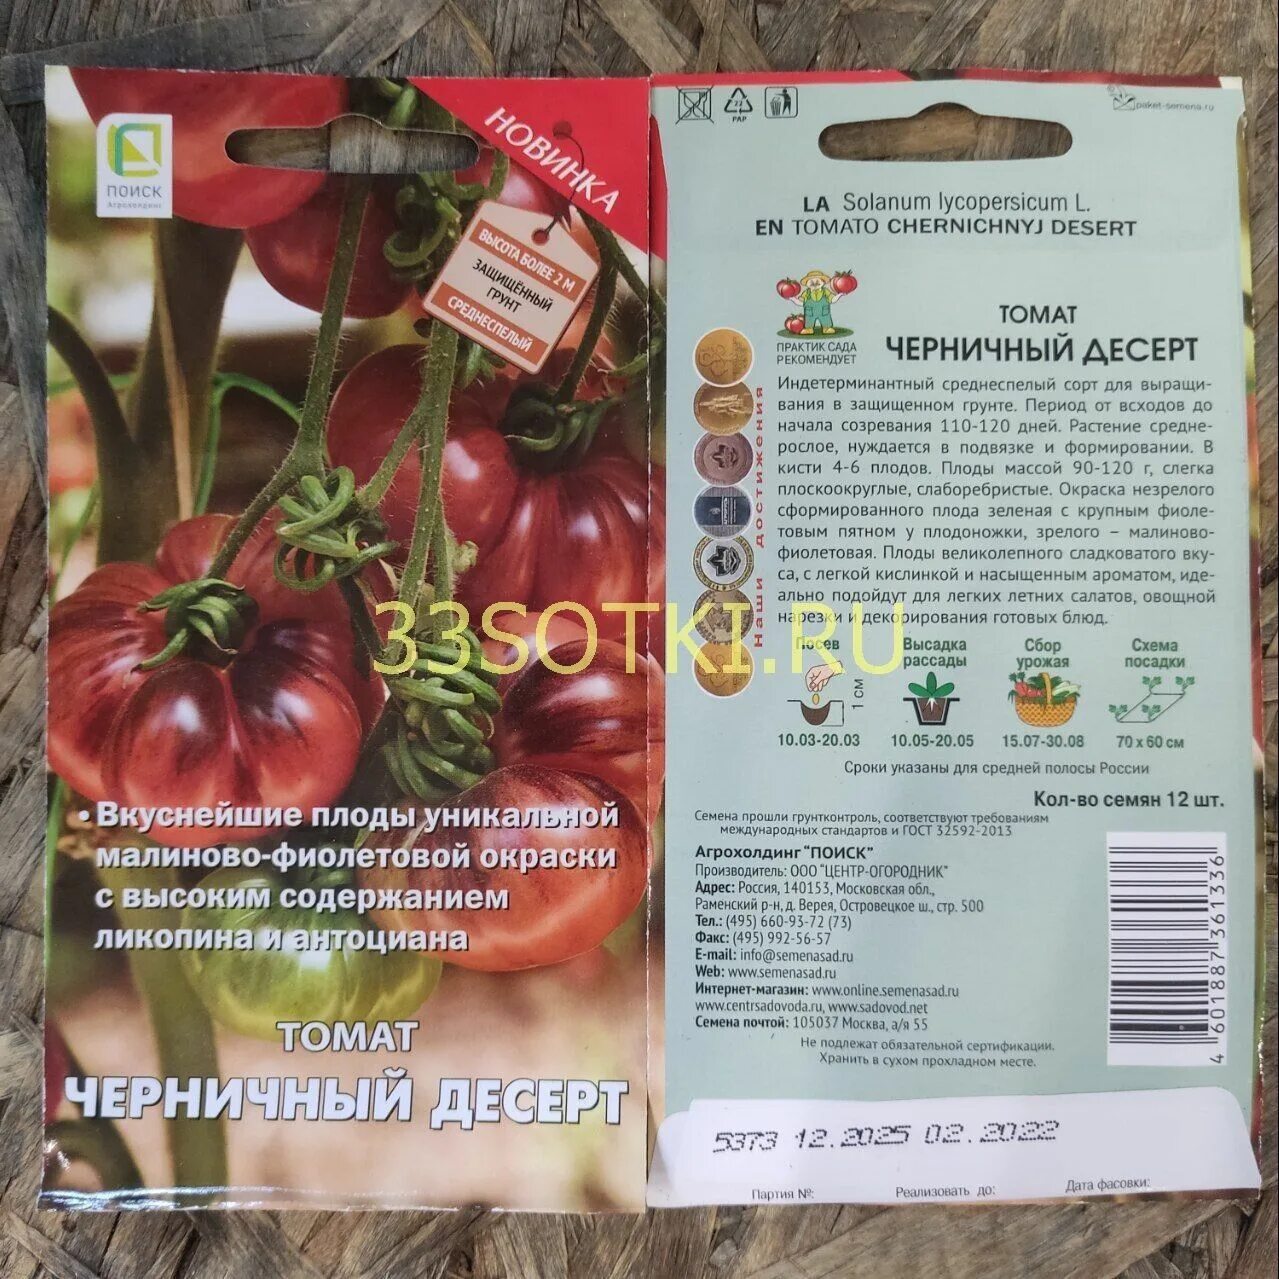 ПОИСК
Агрохолдинг
НОВИНКА
ВЫСОТА БОЛЕЕ 2 М
ЗАЩИЩЁННЫЙ
ГРУНТ
СРЕДНЕСПЕЛЫЙ
• Вкуснейшие плоды уникальной
малиново-фиолетовой окраски
с высоким содержанием
ликопина и антоциана
ТОМАТ
ЧЕРНИЧНЫЙ ДЕСЕРТ
22
PAP
paket-semena.ru
LA Solanum lycopersicum L.
EN TOMATO CHERNICHNYJ DESERT
ПРАКТИК САДА
РЕКОМЕНДУЕТ
ТОМАТ
ЧЕРНИЧНЫЙ ДЕСЕРТ
Наши достижения
Индетерминантный среднеспелый сорт для выращи-
вания в защищенном грунте. Период от всходов до
начала созревания 110-120 дней. Растение средне-
рослое, нуждается в подвязке и формировании. В
кисти 4-6 плодов. Плоды массой 90-120 г, слегка
плоскоокруглые, слаборебристые. Окраска незрелого
сформированного плода зеленая с крупным фиоле-
товым пятном у плодоножки, зрелого – малиново-
фиолетовая. Плоды великолепного сладковатого вку-
са, с легкой кислинкой и насыщенным ароматом, иде-
ально подойдут для легких летних салатов, овощной
нарезки и декорирования готовых блюд.
33SOTKI.RU
Посев
1 см
10.03-20.03
Высадка
рассады
10.05-20.05
Сбор
урожая
15.07-30.08
Схема
посадки
70 x 60 см
Сроки указаны для средней полосы России
Кол-во семян 12 шт.
Семена прошли грунтконтроль, соответствуют требованиям
международных стандартов и ГОСТ 32592-2013
Агрохолдинг "ПОИСК"
Производитель: ООО "ЦЕНТР-ОГОРОДНИК"
Адрес: Россия, 140153, Московская обл.,
Раменский р-н, д. Верея, Островецкое ш., стр. 500
Тел.: (495) 660-93-72 (73)
Факс: (495) 992-56-57
E-mail: info@semenasad.ru
Web: www.semenasad.ru
Интернет-магазин: www.online.semenasad.ru
www.centrsadovoda.ru, www.sadovod.net
Семена почтой: 105037 Москва, а/я 55
Не подлежат обязательной сертификации.
Хранить в сухом прохладном месте.
4 601887 361336
5373 12.2025 02.2022
Партия №:
Реализовать до:
Дата фасовки: